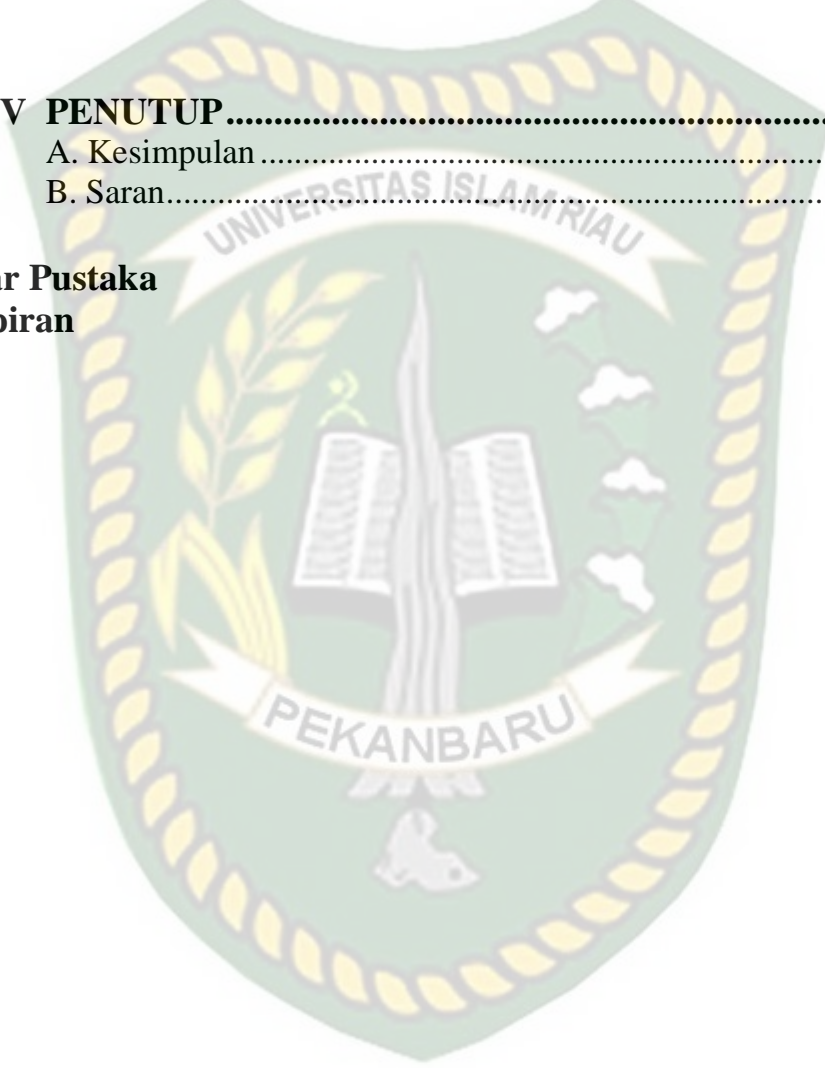 V PENUTUP..........................................................................
A. Kesimpulan ......................................................................
B. Saran..................................................................................
UNIVERSITAS ISLAM RIAU
ar Pustaka
piran
PEKANBARU